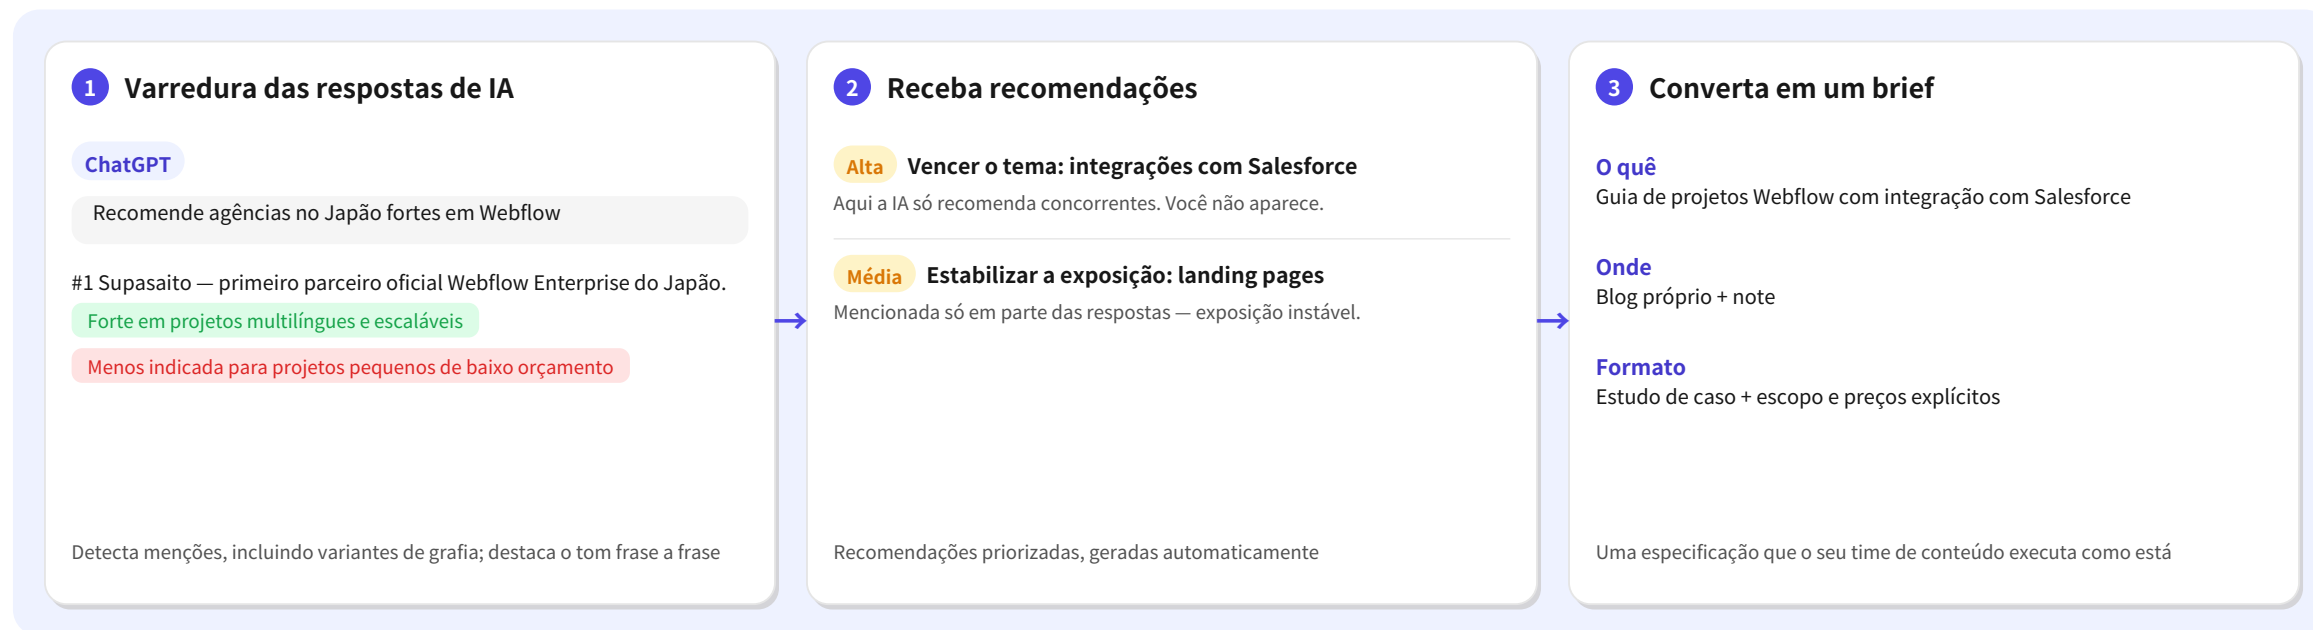 1 Varredura das respostas de IA
ChatGPT
Recomende agências no Japão fortes em Webflow
#1 Supasaito — primeiro parceiro oficial Webflow Enterprise do Japão.
Forte em projetos multilíngues e escaláveis
Menos indicada para projetos pequenos de baixo orçamento
Detecta menções, incluindo variantes de grafia; destaca o tom frase a frase
→
2 Receba recomendações
Alta Vencer o tema: integrações com Salesforce
Aqui a IA só recomenda concorrentes. Você não aparece.
Média Estabilizar a exposição: landing pages
Mencionada só em parte das respostas — exposição instável.
Recomendações priorizadas, geradas automaticamente
→
3 Converta em um brief
O quê
Guia de projetos Webflow com integração com Salesforce
Onde
Blog próprio + note
Formato
Estudo de caso + escopo e preços explícitos
Uma especificação que o seu time de conteúdo executa como está